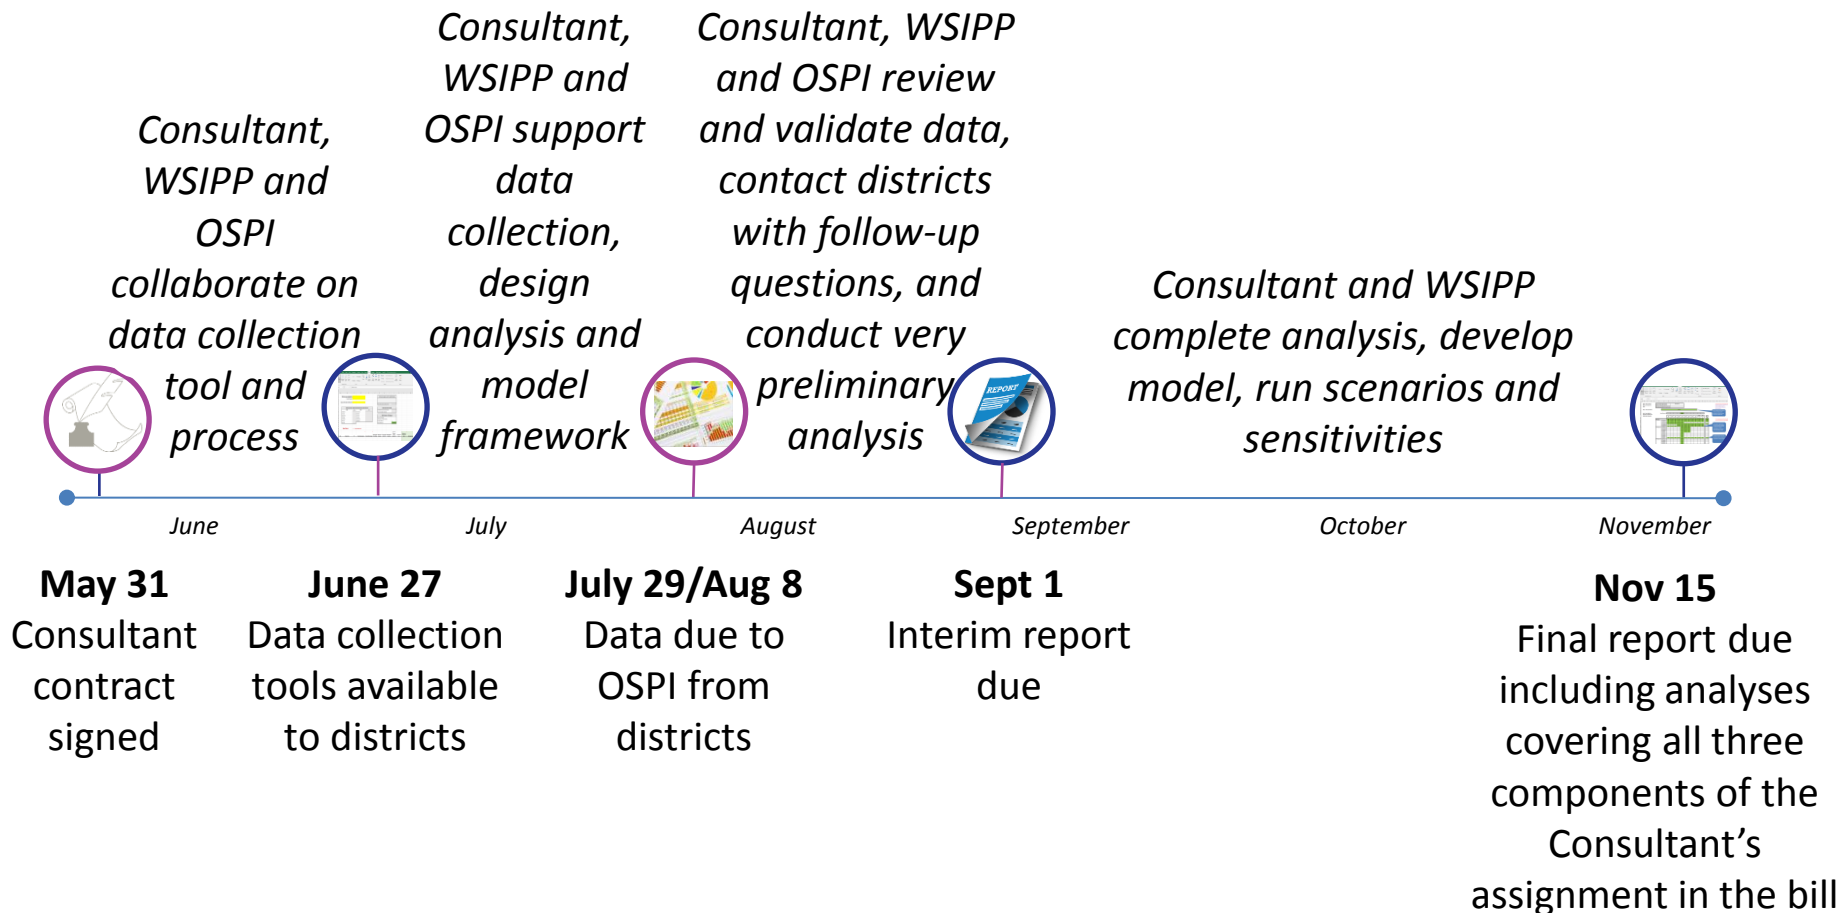 Consultant,
WSIPP and
OSPI
collaborate on
data collection
tool and
process
Consultant,
WSIPP and
OSPI support
data
collection,
design
analysis and
model
framework
Consultant, WSIPP
and OSPI review
and validate data,
contact districts
with follow-up
questions, and
conduct very
preliminary
analysis
Consultant and WSIPP
complete analysis, develop
model, run scenarios and
sensitivities
REPORT
June
July
August
September
October
November
May 31
Consultant
contract
signed
June 27
Data collection
tools available
to districts
July 29/Aug 8
Data due to
OSPI from
districts
Sept 1
Interim report
due
Nov 15
Final report due
including analyses
covering all three
components of the
Consultant’s
assignment in the bill